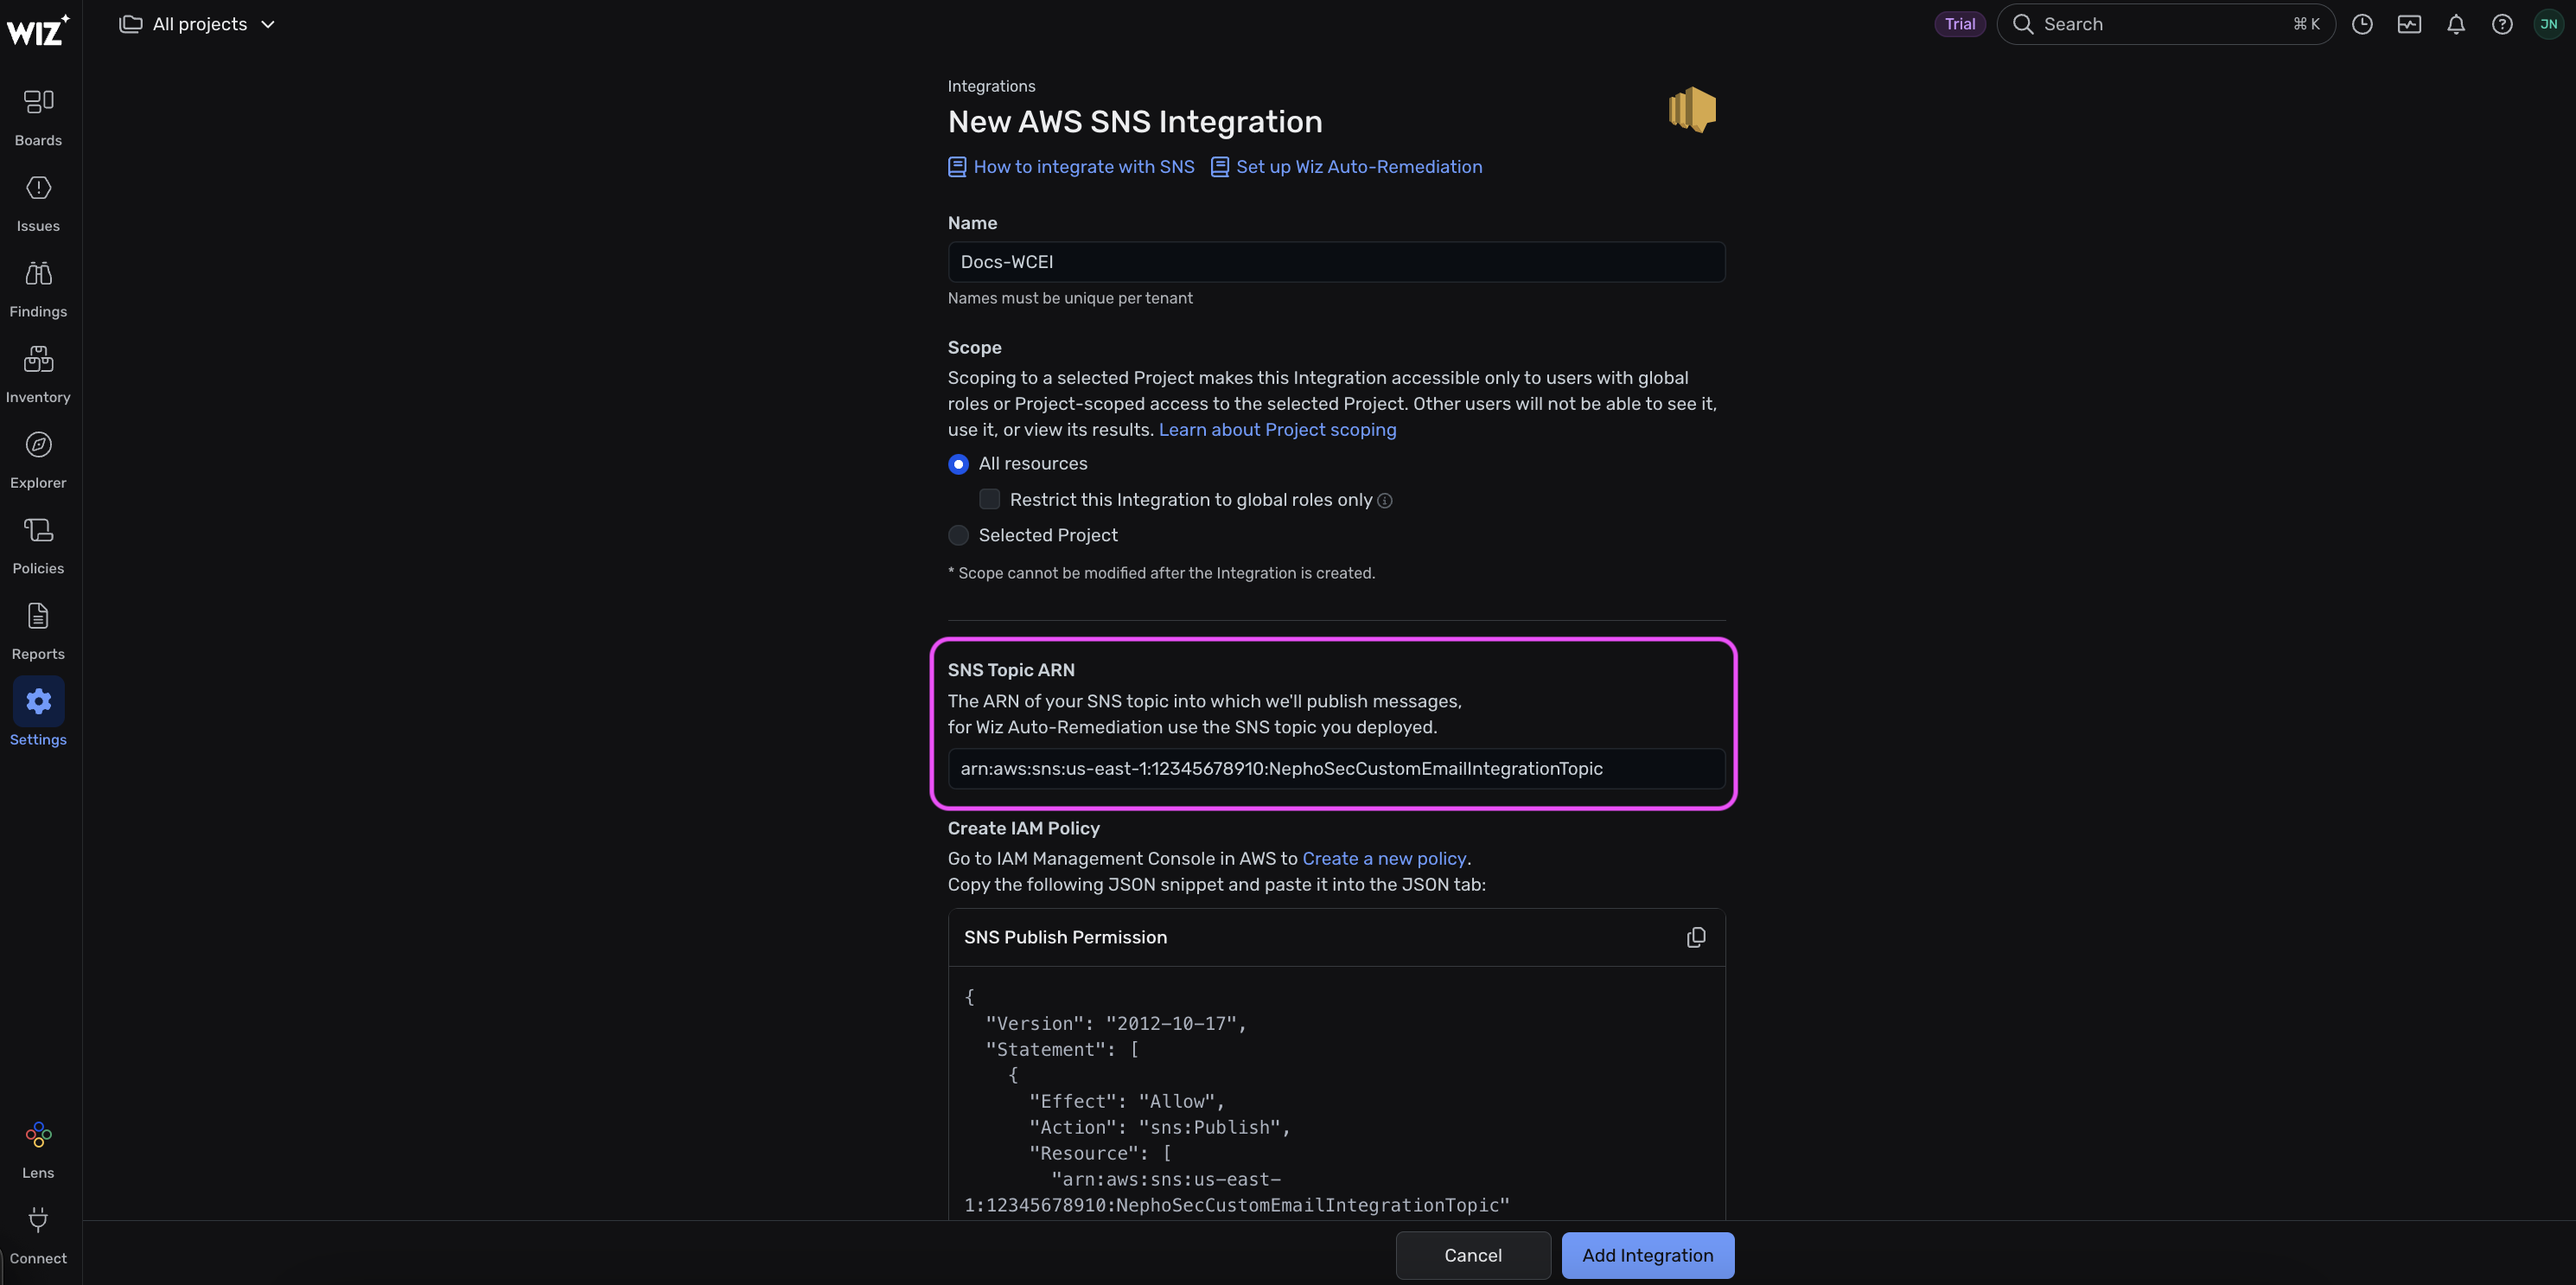 WIZ
All projects
Trial
Search
⌘ K
JN
Boards
Issues
Findings
Inventory
Explorer
Policies
Reports
Settings
Lens
Connect
Integrations
New AWS SNS Integration
How to integrate with SNS
Set up Wiz Auto-Remediation
Name
Docs-WCEI
Names must be unique per tenant
Scope
Scoping to a selected Project makes this Integration accessible only to users with global
roles or Project-scoped access to the selected Project. Other users will not be able to see it,
use it, or view its results. Learn about Project scoping
All resources
Restrict this Integration to global roles only
Selected Project
* Scope cannot be modified after the Integration is created.
SNS Topic ARN
The ARN of your SNS topic into which we'll publish messages,
for Wiz Auto-Remediation use the SNS topic you deployed.
arn:aws:sns:us-east-1:12345678910:NephoSecCustomEmailIntegrationTopic
Create IAM Policy
Go to IAM Management Console in AWS to Create a new policy.
Copy the following JSON snippet and paste it into the JSON tab:
SNS Publish Permission
{
"Version": "2012-10-17",
"Statement": [
{
"Effect": "Allow",
"Action": "sns:Publish",
"Resource": [
"arn:aws:sns:us-east-
1:12345678910:NephoSecCustomEmailIntegrationTopic"
Cancel
Add Integration